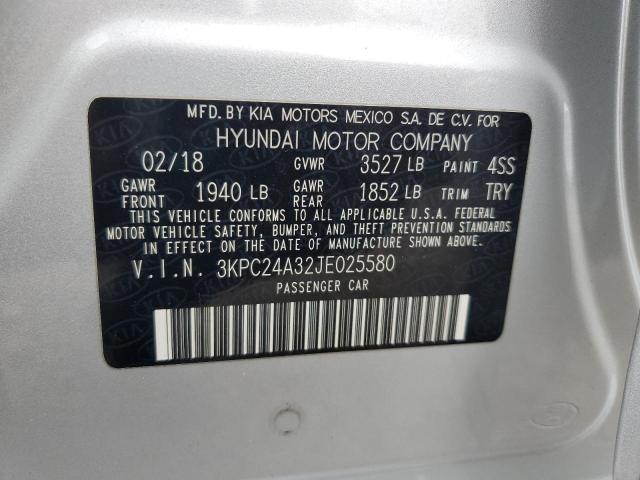 MFD. BY KIA MOTORS MEXICO S.A. DE C.V. FOR
HYUNDAI MOTOR COMPANY
02/18 GVWR 3527 LB PAINT 4SS
GAWR FRONT 1940 LB GAWR REAR 1852 LB TRIM TRY
THIS VEHICLE CONFORMS TO ALL APPLICABLE U.S.A. FEDERAL
MOTOR VEHICLE SAFETY, BUMPER, AND THEFT PREVENTION STANDARDS
IN EFFECT ON THE DATE OF MANUFACTURE SHOWN ABOVE.
V.I.N. 3KPC24A32JE025580
PASSENGER CAR